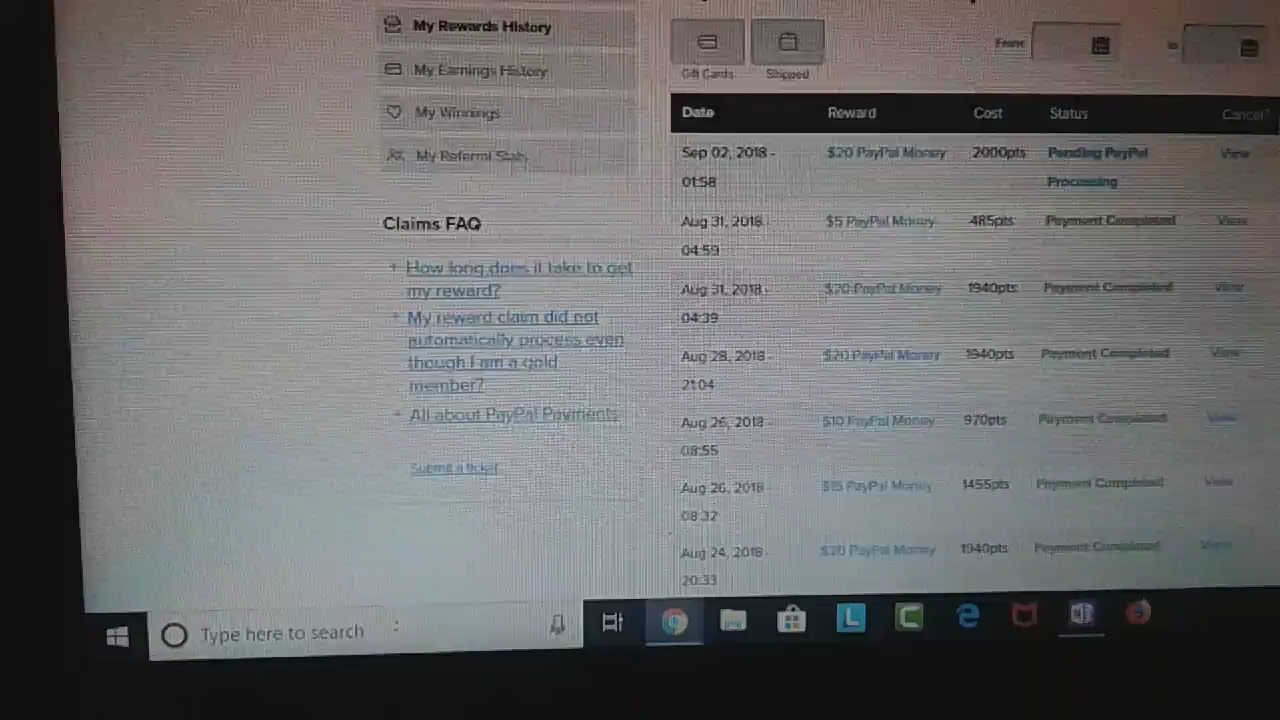 My Rewards History
My Earnings History
My Winnings
My Referral Stats
Claims FAQ
How long does it take to get
my reward?
My reward claim did not
automatically process even
though I am a gold
member?
All about PayPal Payments
Submit a ticket
Gift Cards Shipped From: to
Date Reward Cost Status Cancel?
Sep 02, 2018 - $20 PayPal Money 2000pts Pending PayPal View
01:58 Processing
Aug 31, 2018 - $5 PayPal Money 485pts Payment Completed View
04:59
Aug 31, 2018 - $20 PayPal Money 1940pts Payment Completed View
04:39
Aug 28, 2018 - $20 PayPal Money 1940pts Payment Completed View
21:04
Aug 26, 2018 - $10 PayPal Money 970pts Payment Completed View
08:55
Aug 26, 2018 - $15 PayPal Money 1455pts Payment Completed View
08:32
Aug 24, 2018 - $20 PayPal Money 1940pts Payment Completed View
20:33
Type here to search